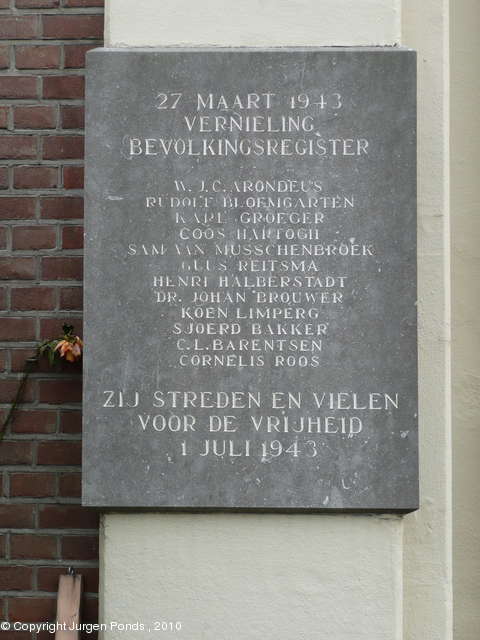 27 MAART 1943
VERNIELING
BEVOLKINGSREGISTER
W.J.C. ARONDEUS
RUDOLF BLOEMGARTEN
KARL GROEGER
COOS HARTOGH
SAM VAN MUSSCHENBROEK
GUUS REITSMA
HENRI HALBERSTADT
DR. JOHAN BROUWER
KOEN LIMPERG
SJOERD BAKKER
C.L. BARENTSEN
CORNELIS ROOS
ZIJ STREDEN EN VIELEN
VOOR DE VRIJHEID
1 JULI 1943
© Copyright Jurgen Ponds., 2010